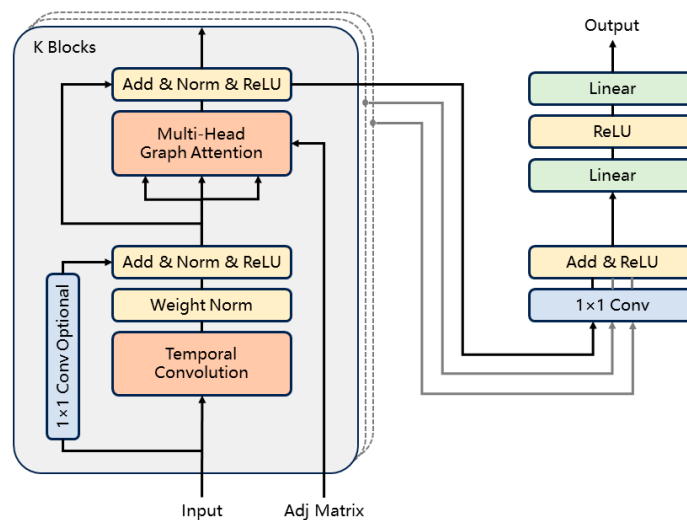 K Blocks
Add & Norm & ReLU
Multi-Head
Graph Attention
Add & Norm & ReLU
Weight Norm
Temporal
Convolution
1×1 Conv Optional
Input
Adj Matrix
Output
Linear
ReLU
Linear
Add & ReLU
1×1 Conv